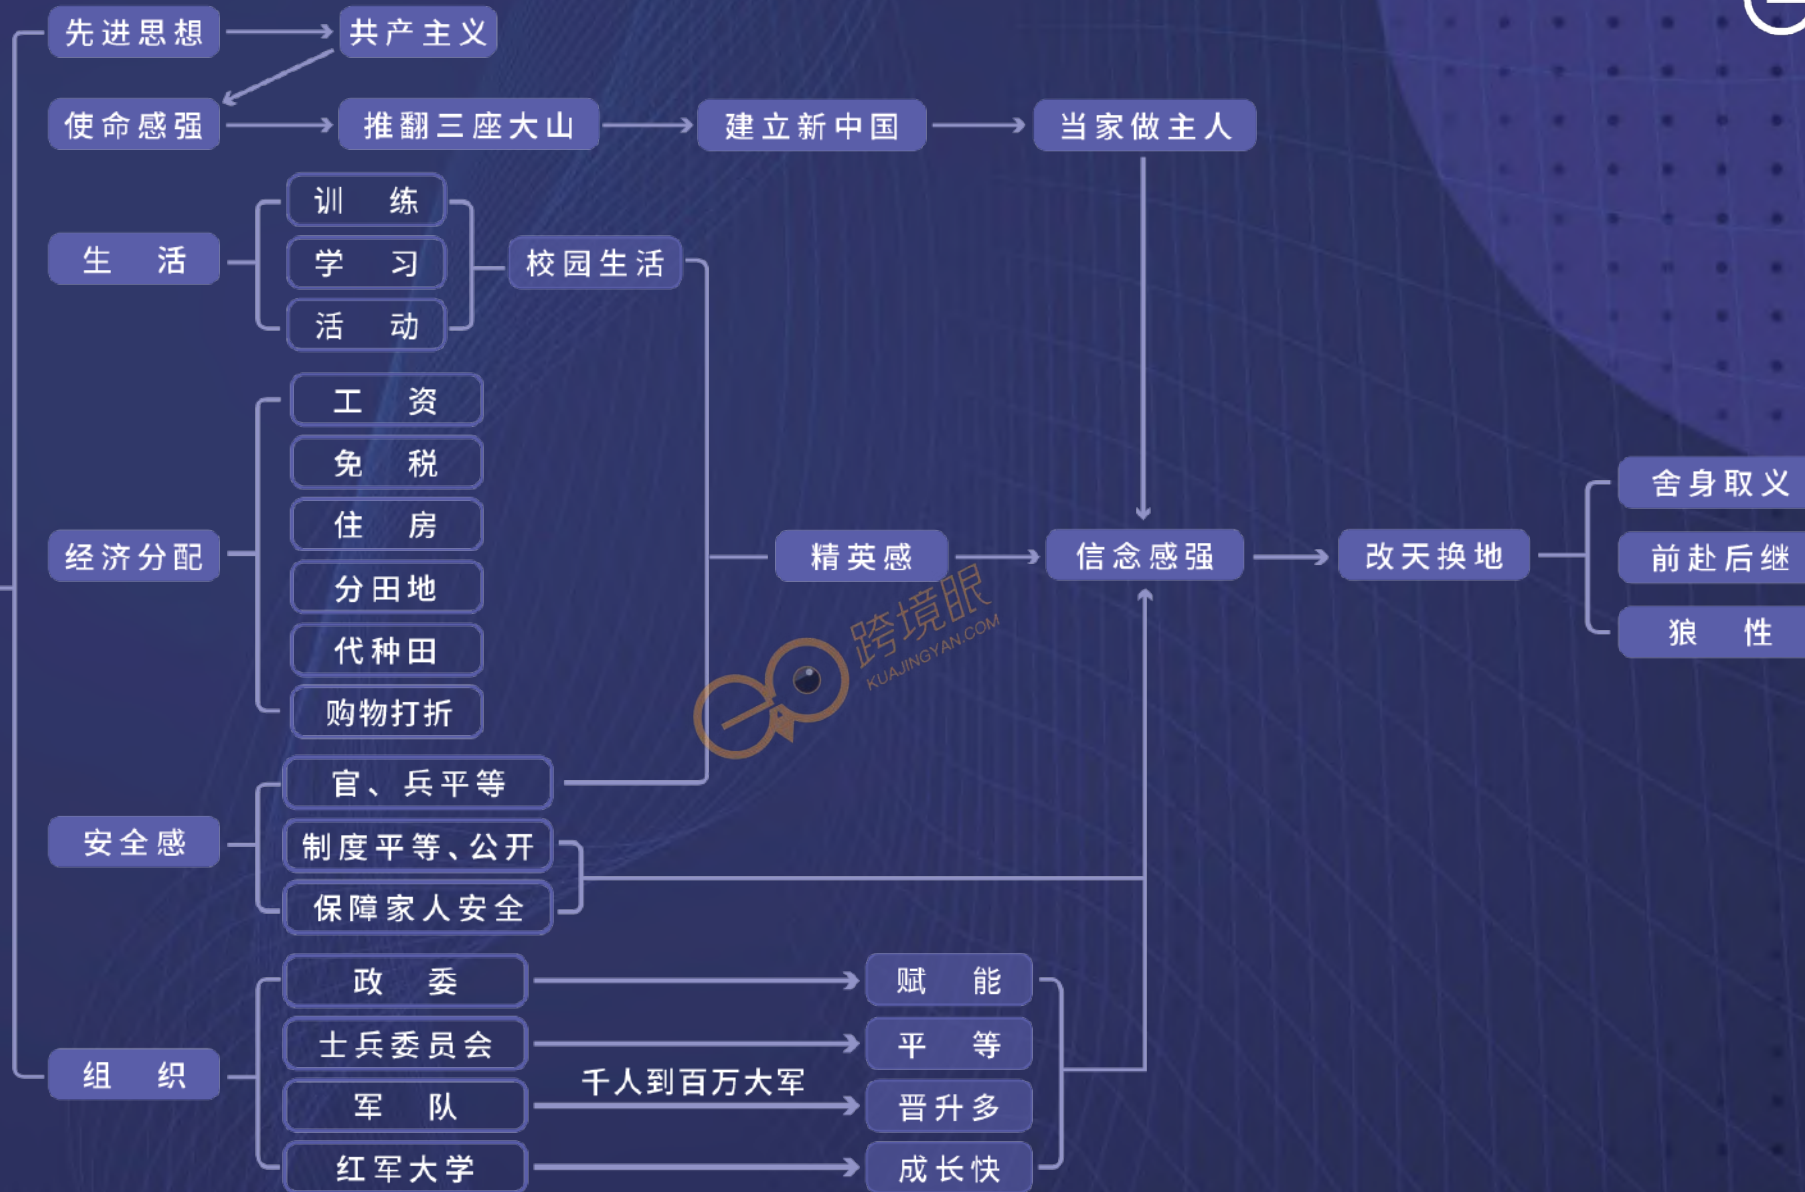 先进思想
共产主义
使命感强
推翻三座大山
建立新中国
当家做主人
生活
训练
学习
活动
校园生活
经济分配
工资
免税
住房
分田地
代种田
购物打折
精英感
信念感强
改天换地
舍身取义
前赴后继
狼性
跨境眼
KUAJINGYAN.COM
安全感
官、兵平等
制度平等、公开
保障家人安全
组织
政委
赋能
士兵委员会
平等
千人到百万大军
军队
晋升多
红军大学
成长快